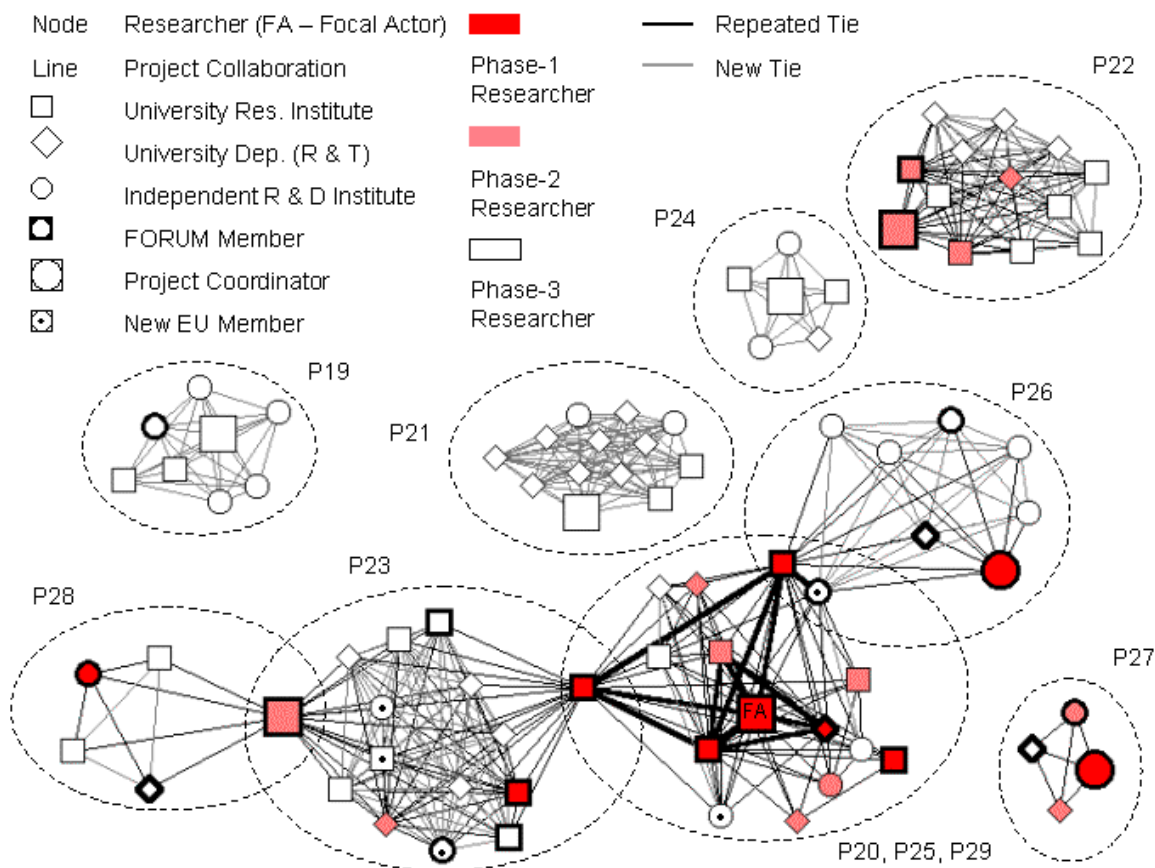 Node Researcher (FA – Focal Actor) Repeated Tie
Line Project Collaboration Phase-1 New Tie
Researcher
University Res. Institute
University Dep. (R & T)
Independent R & D Institute Phase-2
Researcher
FORUM Member
Project Coordinator Phase-3
New EU Member Researcher
P22
P24
P19
P26
P21
P23
P28
P27
FA
P20, P25, P29